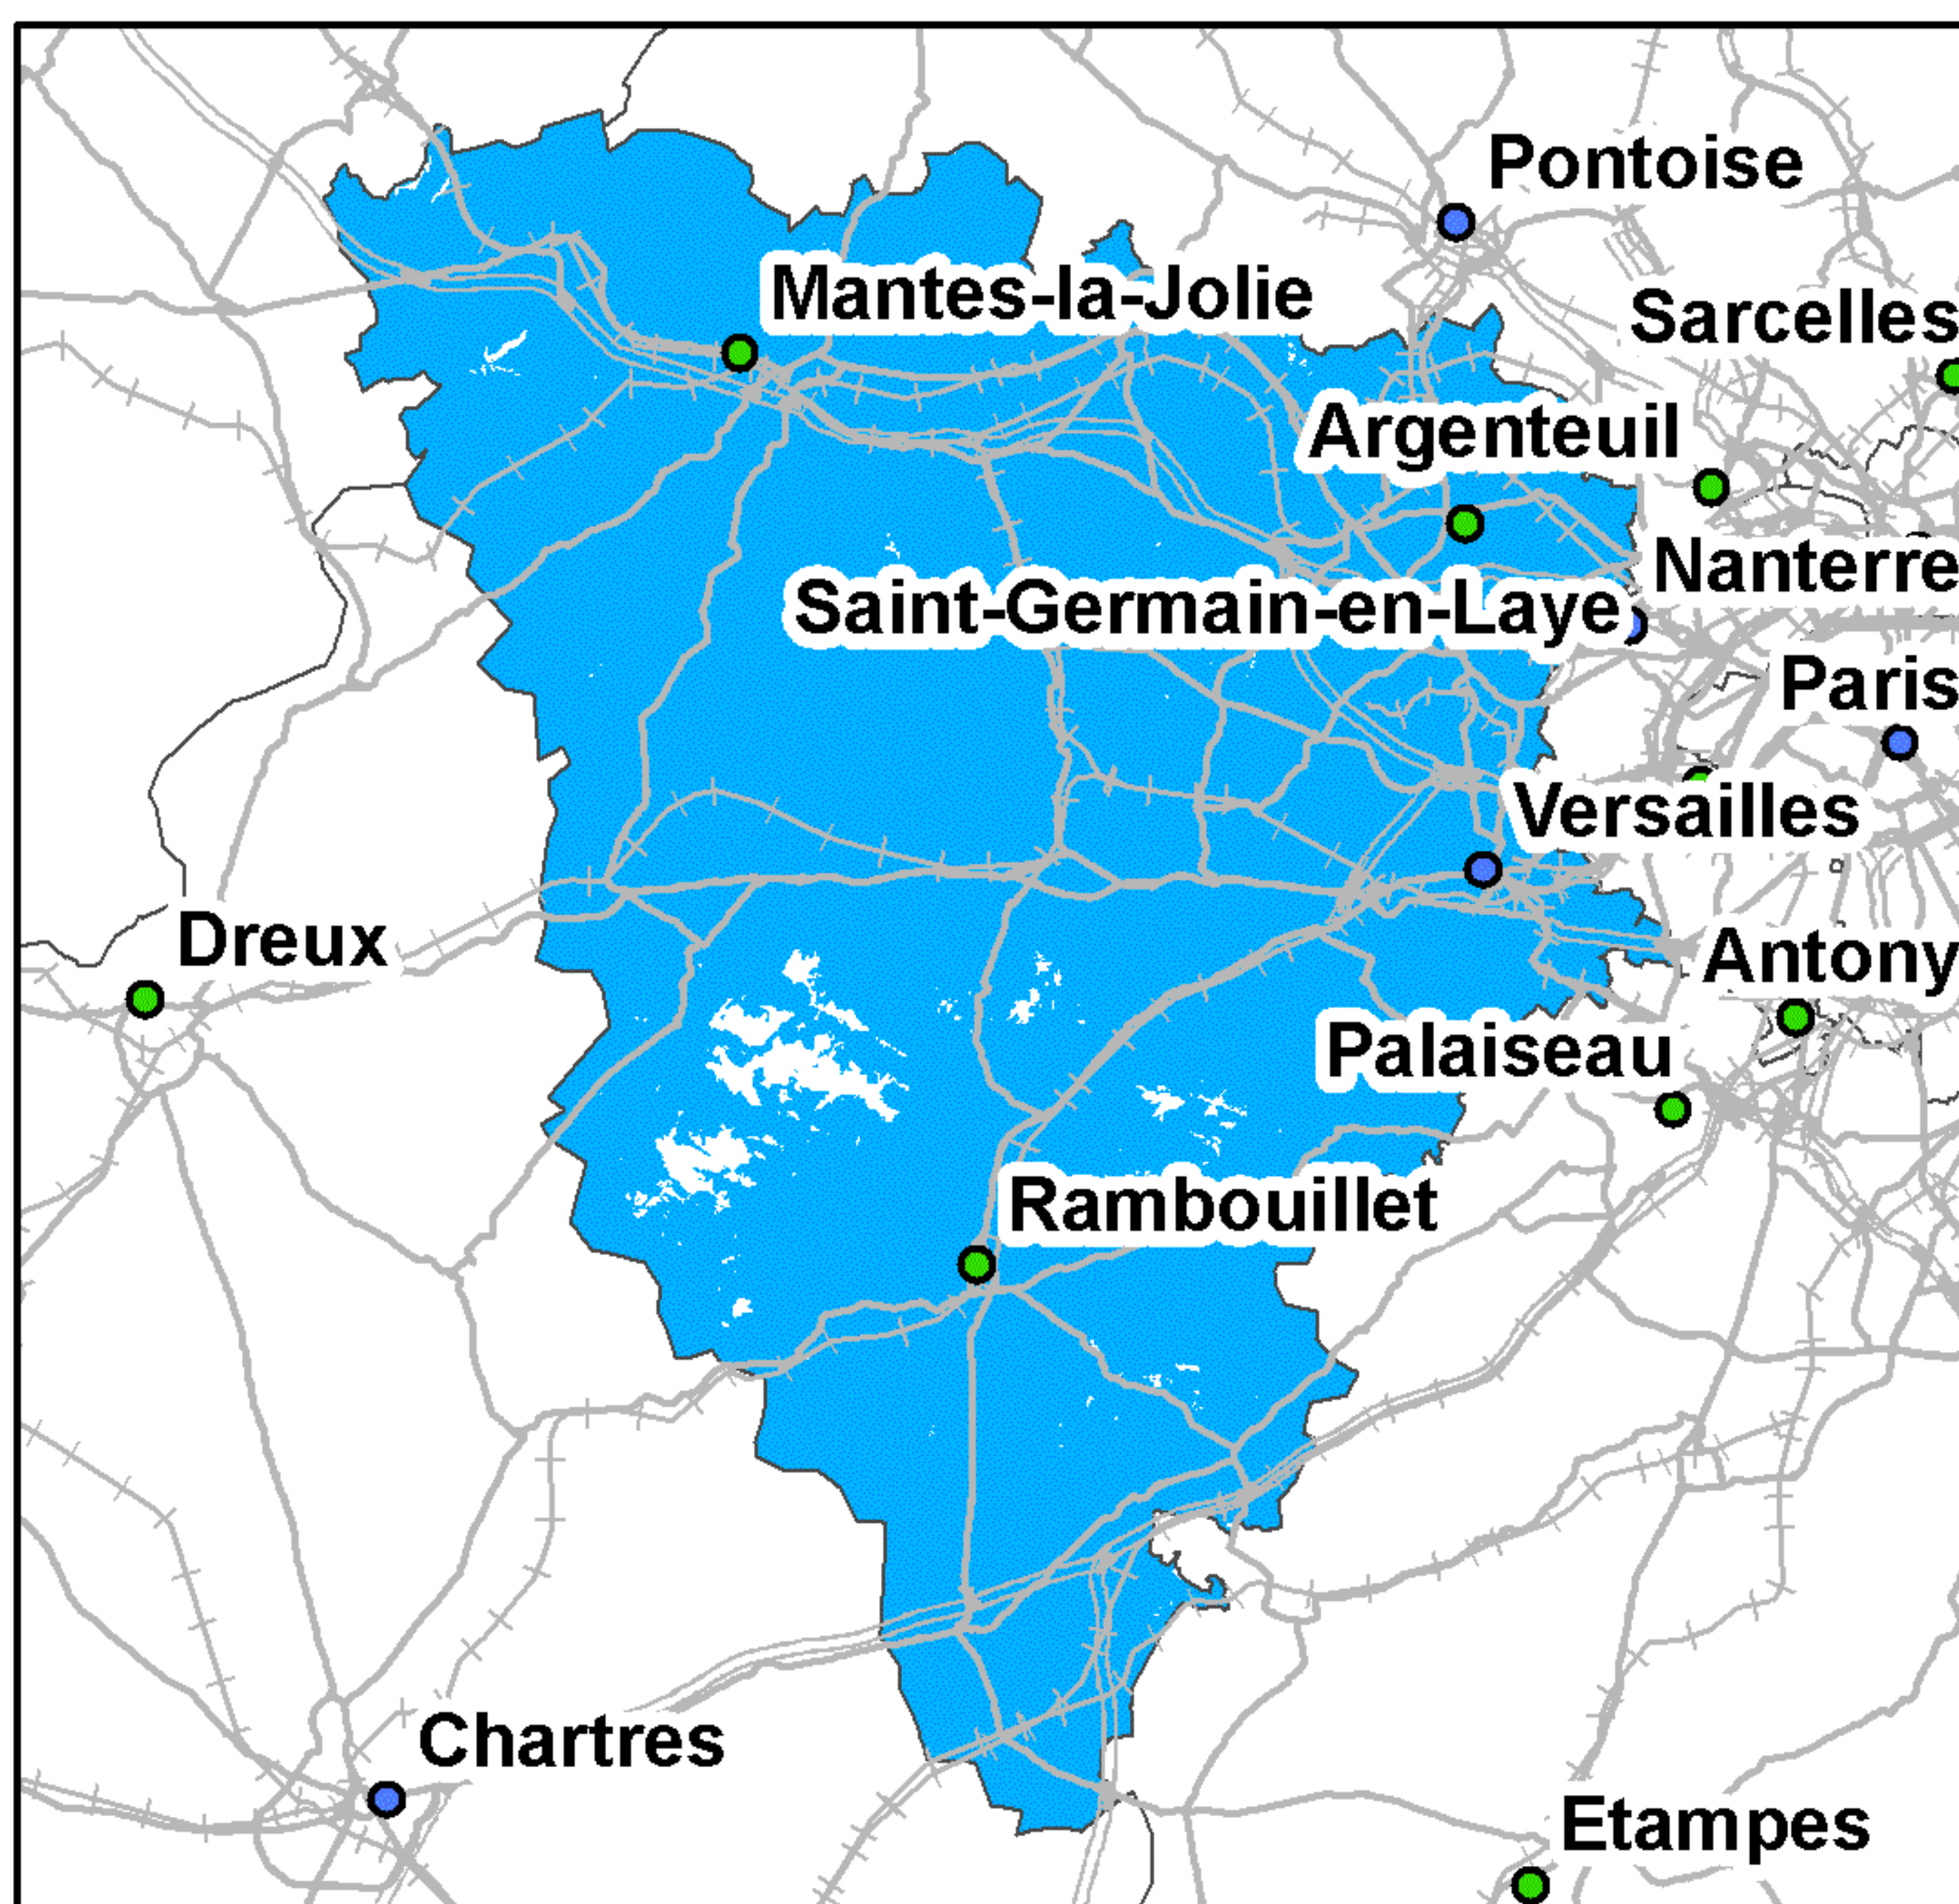 Pontoise
Mantes-la-Jolie
Sarcelles
Argenteuil
Nanterre
Saint-Germain-en-Laye
Paris
Versailles
Dreux
Antony
Palaiseau
Rambouillet
Chartres
Etampes